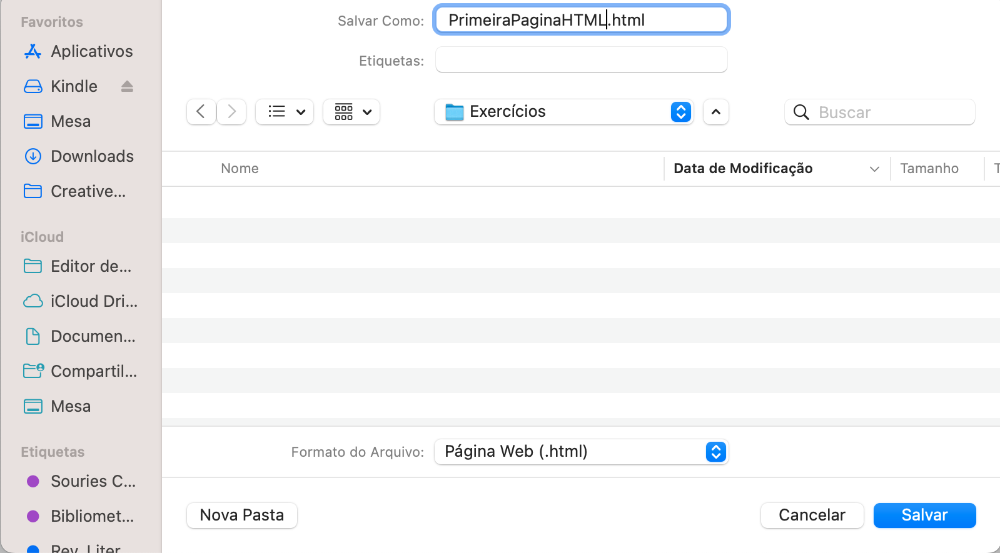 Favoritos
Aplicativos
Kindle
Mesa
Downloads
Creative...
iCloud
Editor de...
iCloud Dri...
Documen...
Compartil...
Mesa
Etiquetas
Souries C...
Bibliomet...
Rev. Liter
Salvar Como: PrimeiraPaginaHTML.html
Etiquetas:
Exercícios
Buscar
Nome Data de Modificação Tamanho T
Formato do Arquivo: Página Web (.html)
Nova Pasta Cancelar Salvar